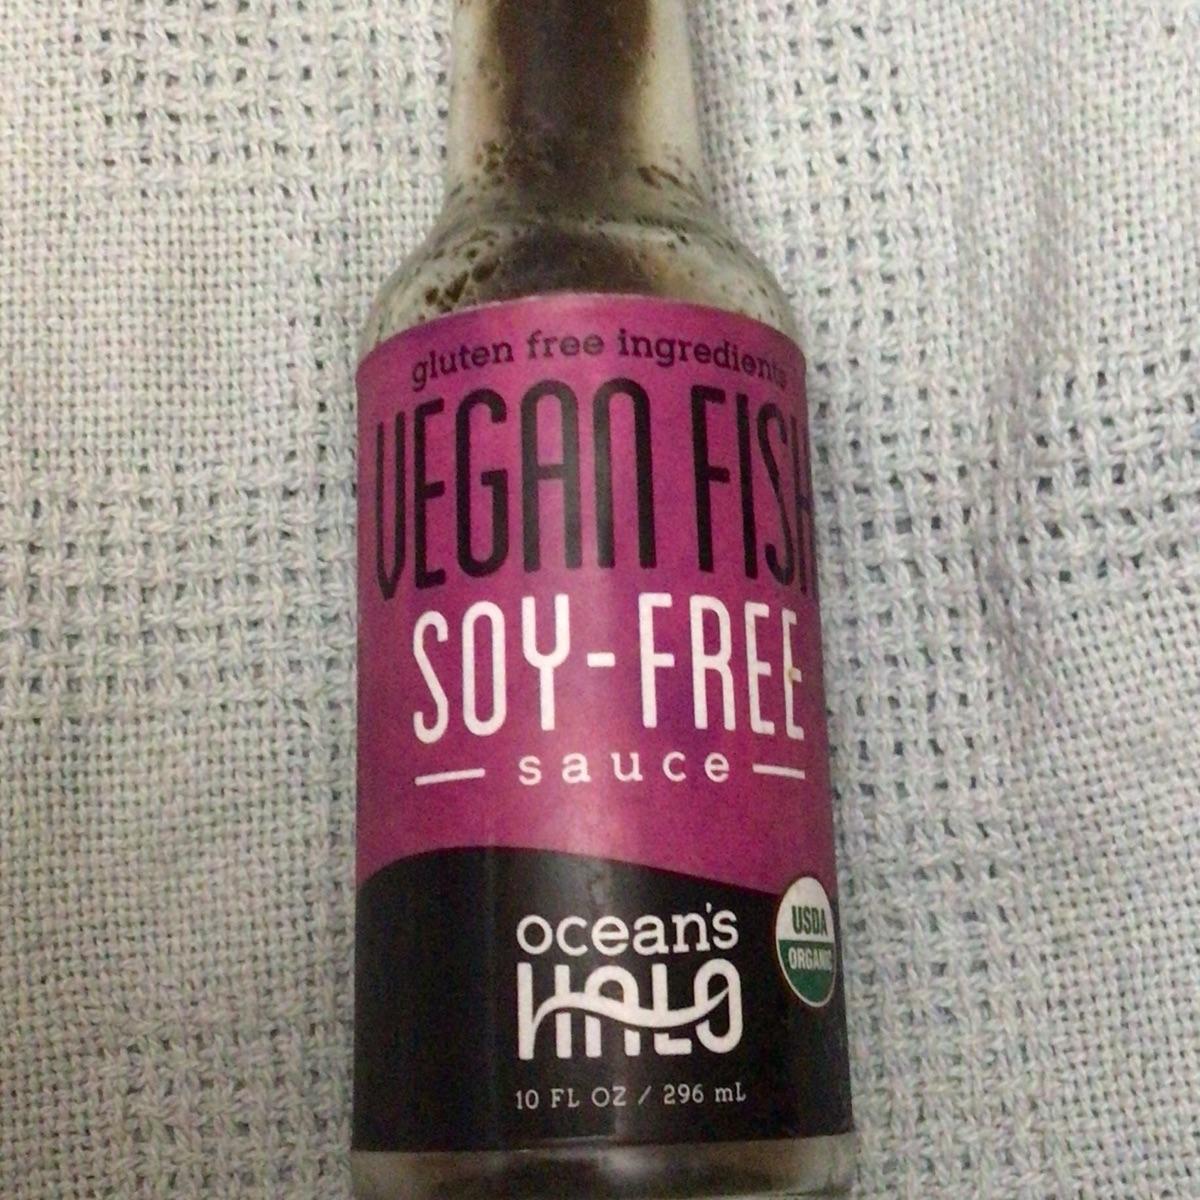 gluten free ingredients
VEGAN FISH
SOY-FREE
sauce
ocean's
HALO
USDA
ORGANIC
10 FL OZ / 296 mL